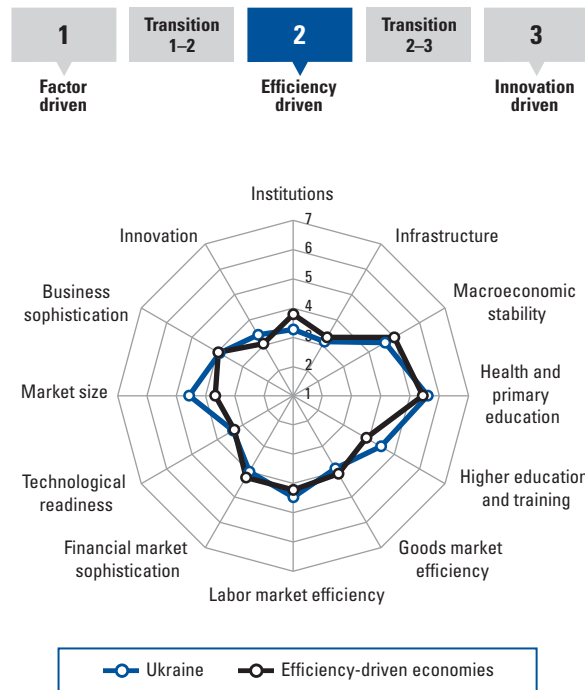 1
Transition
1–2
2
Transition
2–3
3
Factor
driven
Efficiency
driven
Innovation
driven
Institutions
7
6
5
4
3
2
1
Infrastructure
Macroeconomic
stability
Health and
primary
education
Higher education
and training
Goods market
efficiency
Labor market efficiency
Financial market
sophistication
Technological
readiness
Market size
Business
sophistication
Innovation
Ukraine
Efficiency-driven economies